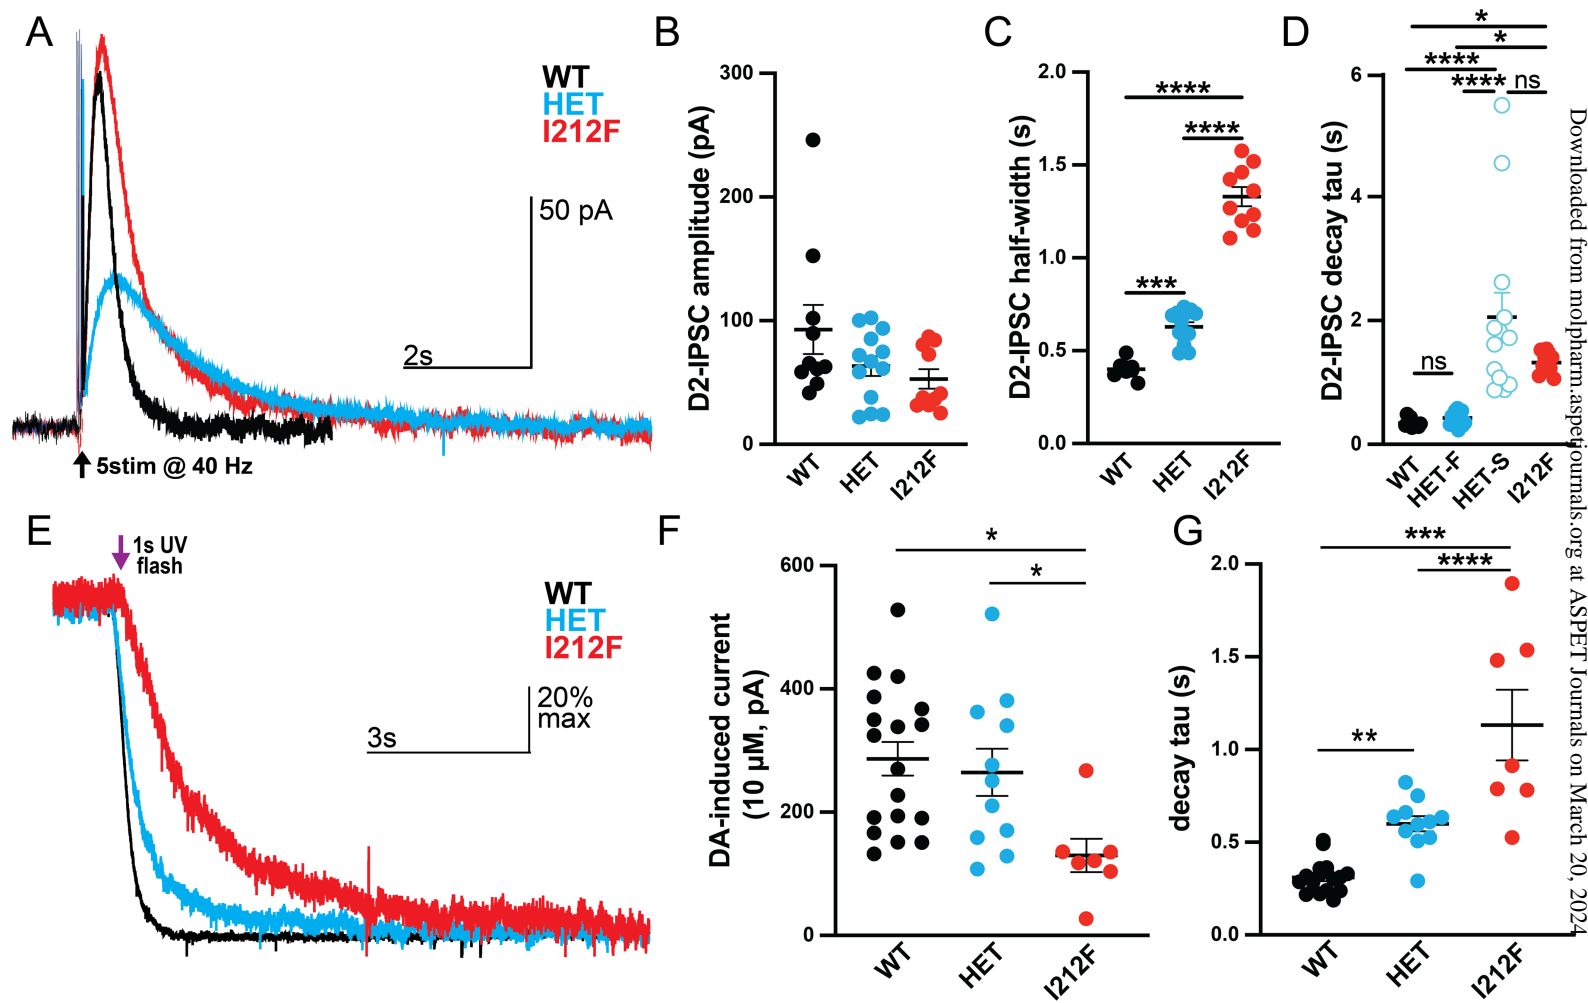 A
WT
HET
I212F
50 pA
2s
5stim @ 40 Hz
B
D2-IPSC amplitude (pA)
300
200
100
0
WT
HET
I212F
C
D2-IPSC half-width (s)
2.0
1.5
1.0
0.5
0.0
****
****
***
WT
HET
I212F
D
D2-IPSC decay tau (s)
6
4
2
0
*
*
****
**** ns
ns
WT
HET-F
HET-S
I212F
E
1s UV
flash
WT
HET
I212F
20%
max
3s
F
DA-induced current
(10 µM, pA)
600
400
200
0
*
*
WT
HET
I212F
G
decay tau (s)
2.0
1.5
1.0
0.5
0.0
***
****
**
WT
HET
I212F
Downloaded from molpharm.aspetjournals.org at ASPET Journals on March 20, 2024